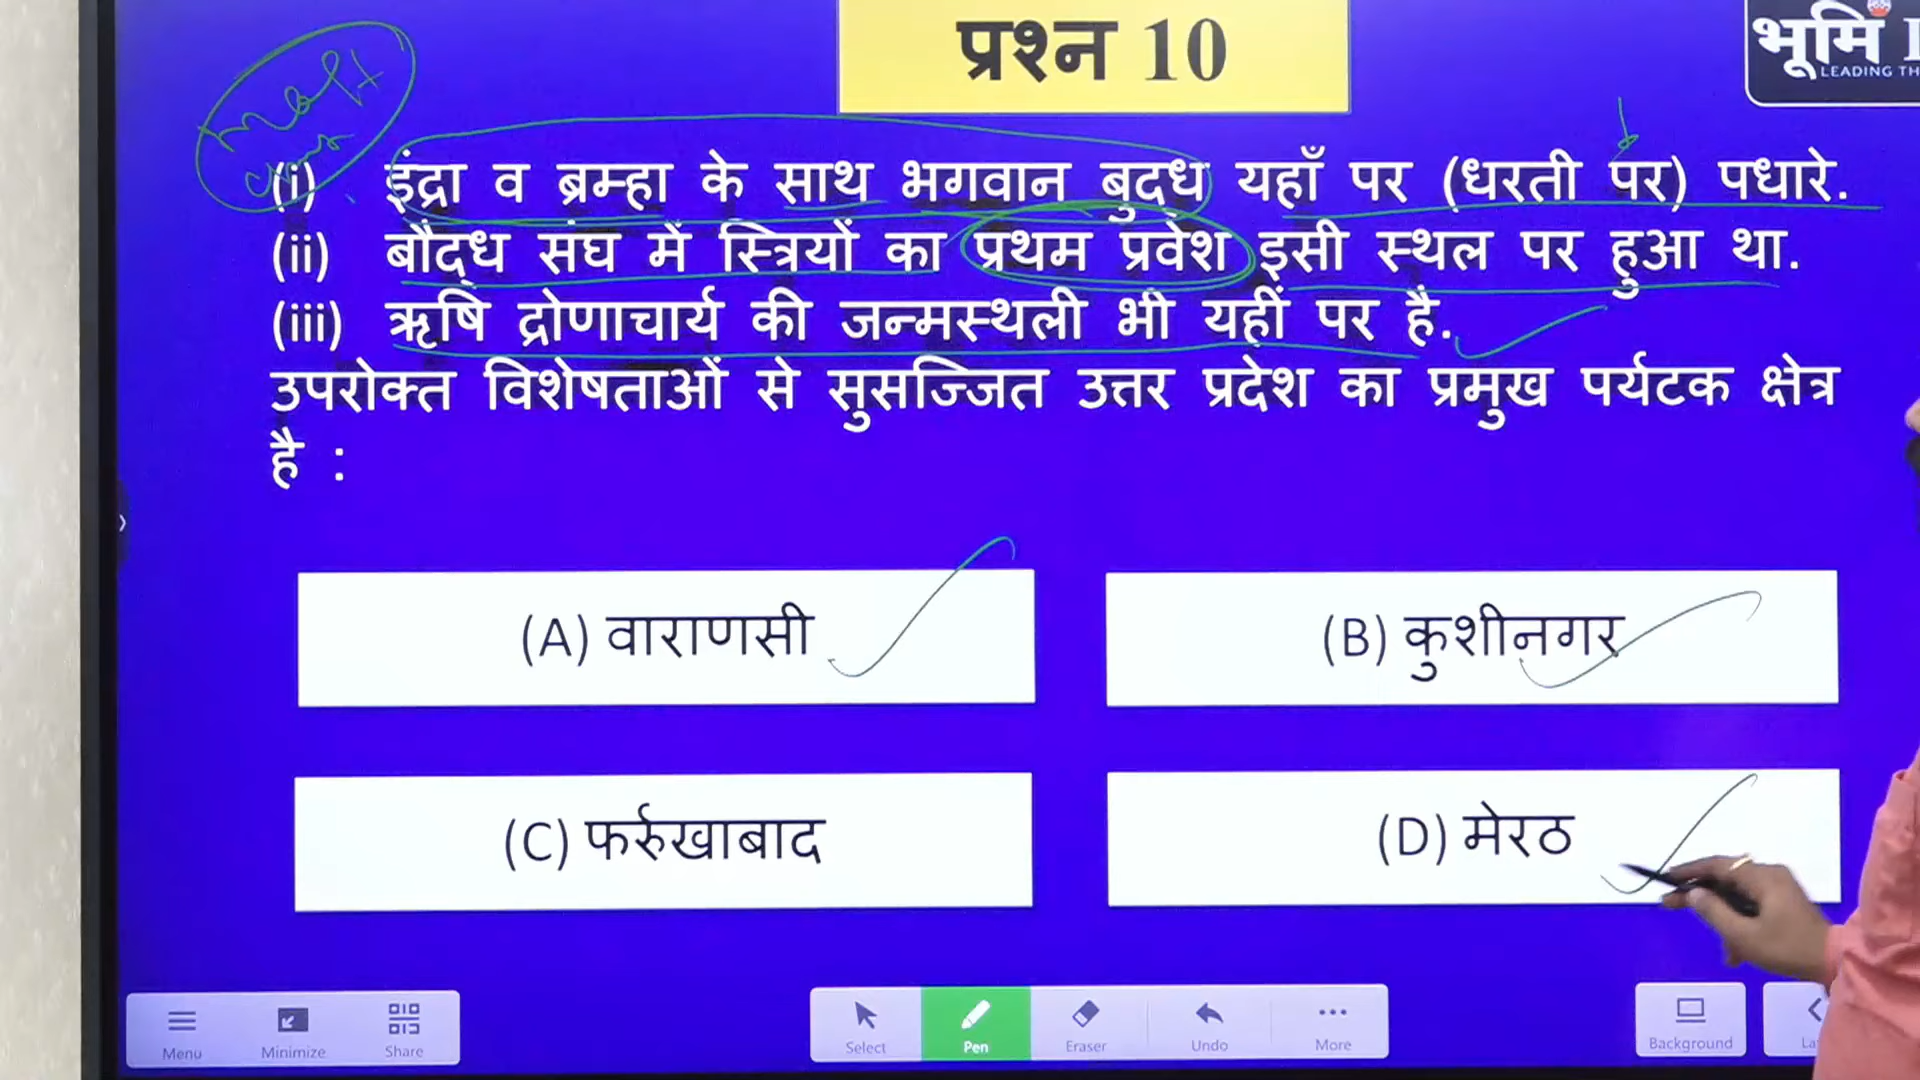 प्रश्न 10
भूमि
LEADING TH
Most
(i) इंद्रा व ब्रम्हा के साथ भगवान बुद्ध यहाँ पर (धरती पर) पधारे.
(ii) बौद्ध संघ में स्त्रियों का प्रथम प्रवेश इसी स्थल पर हुआ था.
(iii) ऋषि द्रोणाचार्य की जन्मस्थली भी यहीं पर है.
उपरोक्त विशेषताओं से सुसज्जित उत्तर प्रदेश का प्रमुख पर्यटक क्षेत्र
है :
(A) वाराणसी
(B) कुशीनगर
(C) फर्रुखाबाद
(D) मेरठ
Menu
Minimize
Share
Select
Pen
Eraser
Undo
More
Background